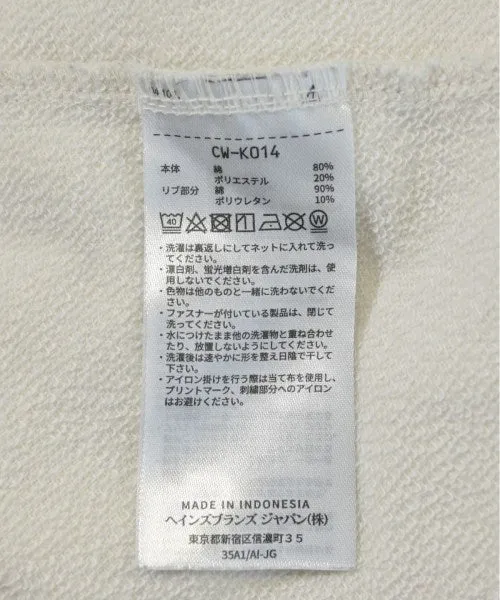 CW-K014
本体 綿 80%
ポリエステル 20%
リブ部分 綿 90%
ポリウレタン 10%
40 W
・洗濯は裏返しにしてネットに入れて洗っ
てください。
・漂白剤、蛍光増白剤を含んだ洗剤は、使
用しないでください。
・色物は他のものと一緒に洗わないでくだ
さい。
・ファスナーが付いている製品は、閉じて
洗ってください。
・水につけたまま他の洗濯物と重ね合わせ
たり、放置しないようにしてください。
・洗濯後は速やかに形を整え日陰で干して
下さい。
・アイロン掛けを行う際は当て布を使用し、
プリントマーク、刺繍部分へのアイロン
はお避けください。
MADE IN INDONESIA
ヘインズブランズ ジャパン(株)
東京都新宿区信濃町35
35A1/AI-JG